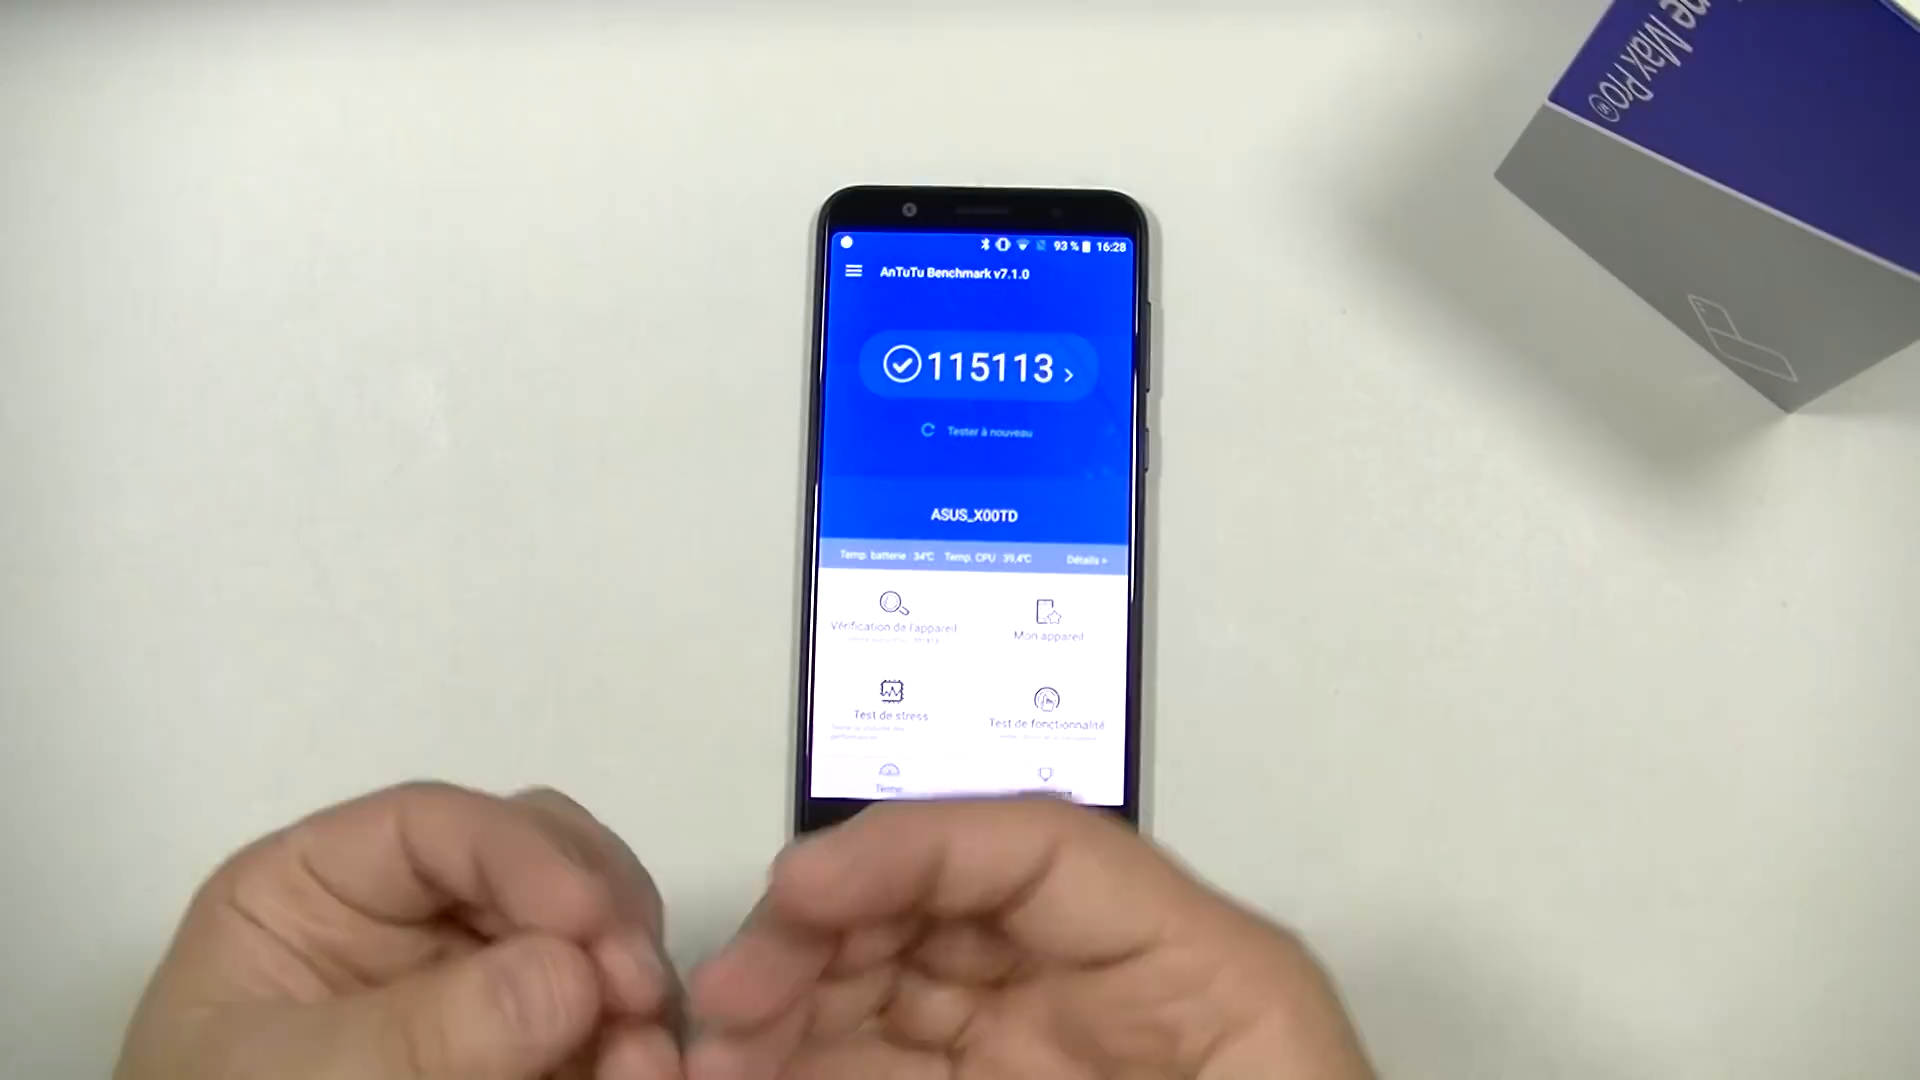 Max Pro
93 % 16:28
AnTuTu Benchmark v7.1.0
115113 >
Tester à nouveau
ASUS_X00TD
Temp. batterie : 34°C Temp. CPU : 39,4°C Détails >
Vérification de l'appareil
Mon appareil
Test de stress
Test de fonctionnalité